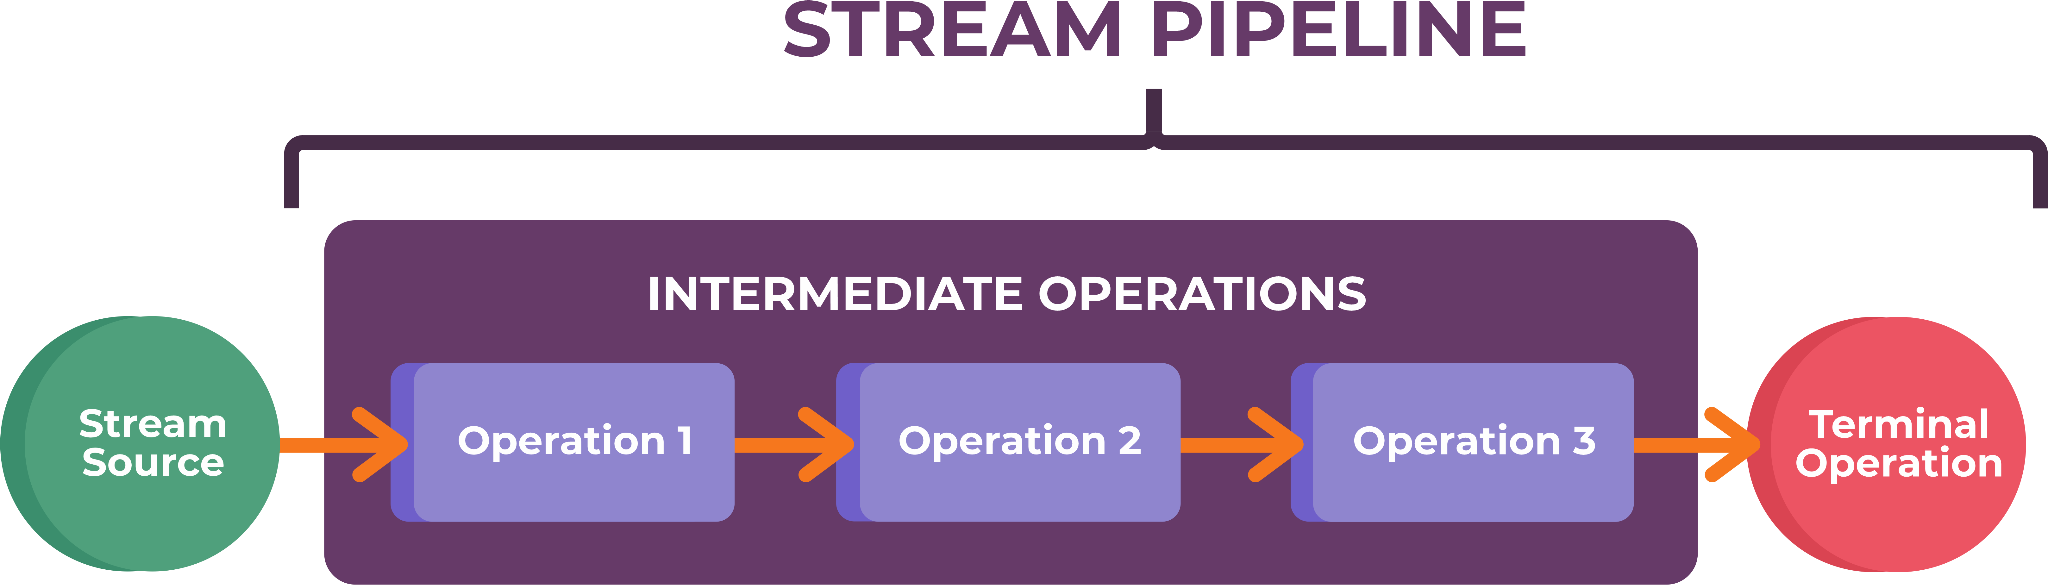 STREAM PIPELINE
INTERMEDIATE OPERATIONS
Stream
Source
Operation 1
Operation 2
Operation 3
Terminal
Operation